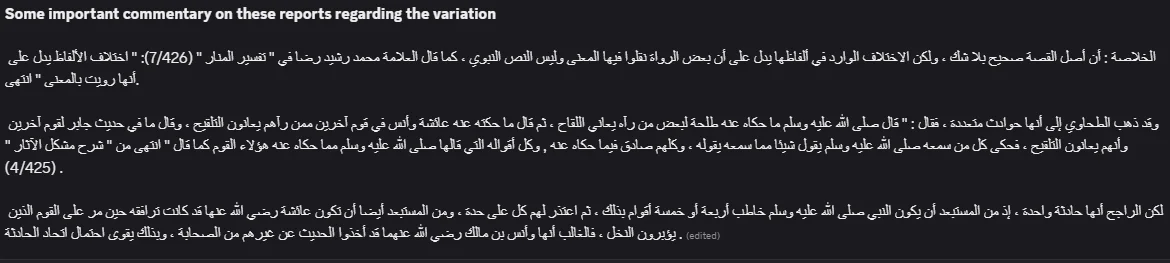 Some important commentary on these reports regarding the variation
الخلاصة : أن أصل القصة صحيح بلا شك ، ولكن الاختلاف الوارد في ألفاظها يدل على أن بعض الرواة نقلوا فيها المعنى وليس النص النبوي ، كما قال العلامة محمد رشيد رضا في " تفسير المنار " (7/426): " اختلاف الألفاظ يدل على
أنها رويت بالمعنى " انتهى.
وقد ذهب الطحاوي إلى أنها حوادث متعددة ، فقال : " قال صلى الله عليه وسلم ما حكاه عنه طلحة لبعض من رآه يعاني اللقاح ، ثم قال ما حكته عنه عائشة وأنس في قوم آخرين ممن رآهم يعانون التلقيح ، وقال ما في حديث جابر لقوم آخرين
وأنهم يعانون التلقيح ، فحكى كل من سمعه صلى الله عليه وسلم يقول شيئا مما سمعه يقوله ، وكلهم صادق فيما حكاه عنه , وكل أقواله التي قالها صلى الله عليه وسلم مما حكاه عنه هؤلاء القوم كما قال " انتهى من " شرح مشكل الآثار "
(4/425) .
لكن الراجح أنها حادثة واحدة ، إذ من المستبعد أن يكون النبي صلى الله عليه وسلم خاطب أربعة أو خمسة أقوام بذلك ، ثم اعتذر لهم كل على حدة ، ومن المستبعد أيضا أن تكون عائشة رضي الله عنها قد كانت ترافقه حين مر على القوم الذين
يؤبرون النخل ، فالغالب أنها وأنس بن مالك رضي الله عنهما قد أخذوا الحديث عن غيرهم من الصحابة ، وبذلك يقوى احتمال اتحاد الحادثة . (edited)